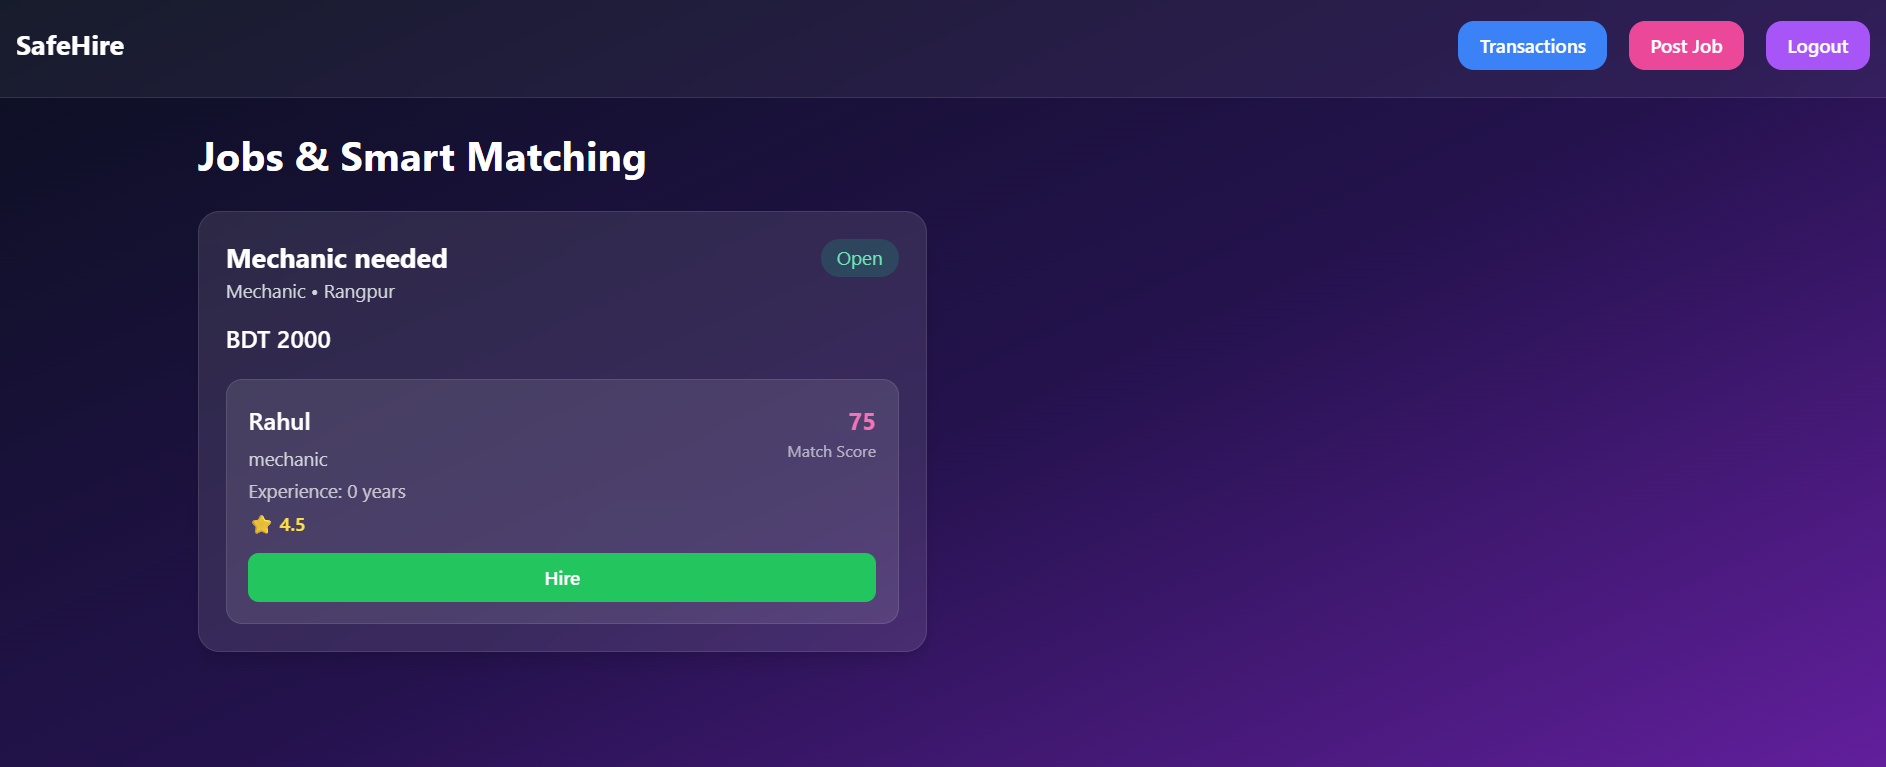 SafeHire
Transactions
Post Job
Logout
Jobs & Smart Matching
Mechanic needed
Open
Mechanic • Rangpur
BDT 2000
Rahul
75
Match Score
mechanic
Experience: 0 years
⭐ 4.5
Hire